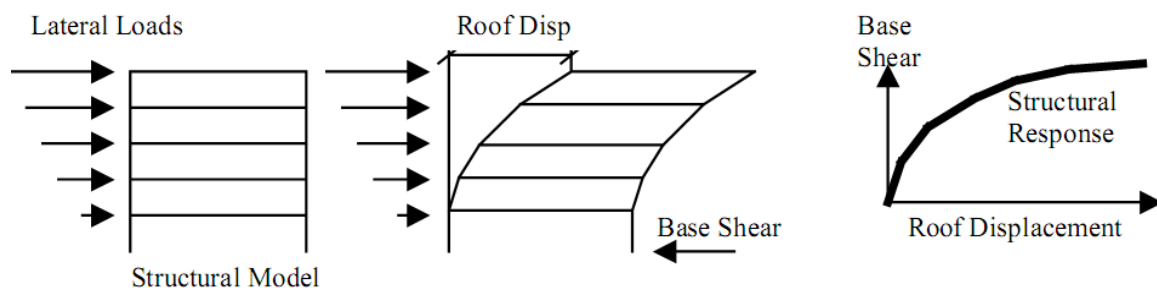 Lateral Loads
Structural Model
Roof Disp
Base Shear
Base
Shear
Structural
Response
Roof Displacement